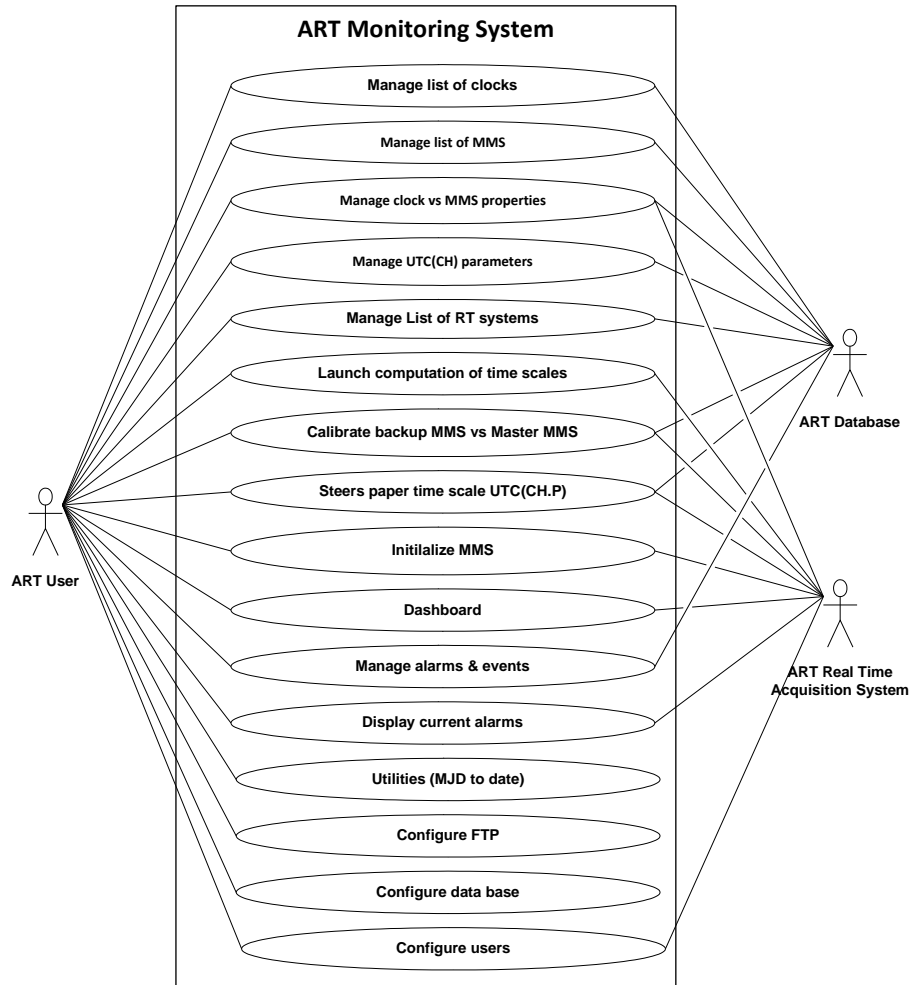 ART Monitoring System
Manage list of clocks
Manage list of MMS
Manage clock vs MMS properties
Manage UTC(CH) parameters
Manage List of RT systems
Launch computation of time scales
Calibrate backup MMS vs Master MMS
Steers paper time scale UTC(CH.P)
Initilalize MMS
Dashboard
Manage alarms & events
Display current alarms
Utilities (MJD to date)
Configure FTP
Configure data base
Configure users
ART User
ART Database
ART Real Time
Acquisition System